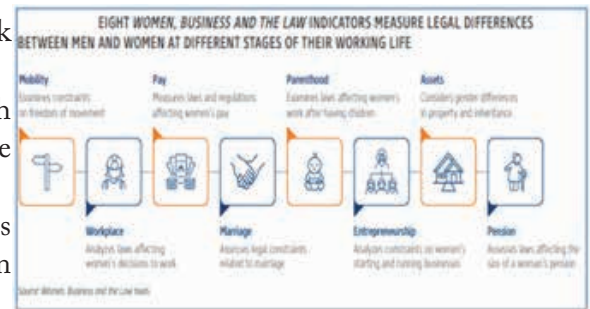 k
EIGHT WOMEN, BUSINESS AND THE LAW INDICATORS MEASURE LEGAL DIFFERENCES
BETWEEN MEN AND WOMEN AT DIFFERENT STAGES OF THEIR WORKING LIFE
Mobility
Examines constraints
on freedom of movement
Pay
Measures laws and regulations
affecting women's pay
Parenthood
Examines laws affecting women's
work after having children
Assets
Considers gender differences
in property and inheritance
n
e
Workplace
Analyzes laws affecting
women's decisions to work
Marriage
Assesses legal constraints
related to marriage
Entrepreneurship
Analyzes constraints on women's
starting and running businesses
Pension
Assesses laws affecting the
size of a woman's pension
s
n
Source: Women, Business and the Law team.